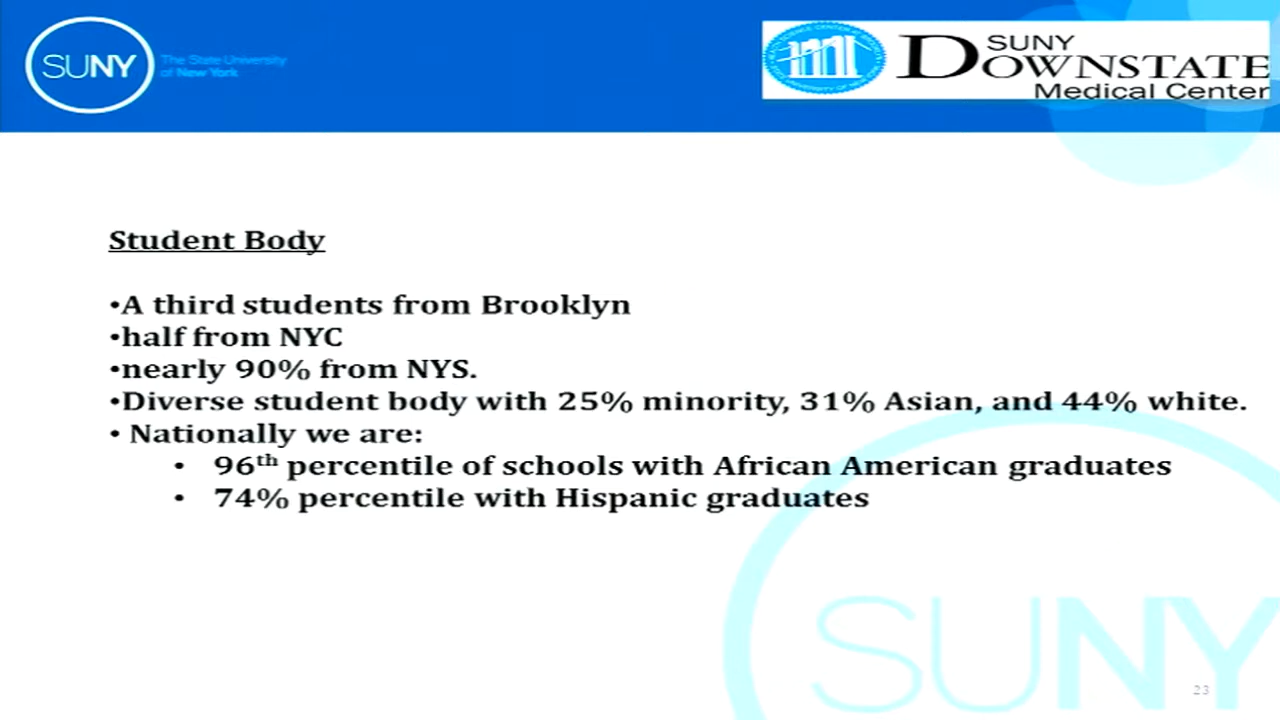 SUNY
The State University
of New York
SUNY
DOWNSTATE
Medical Center
Student Body
•A third students from Brooklyn
•half from NYC
•nearly 90% from NYS.
•Diverse student body with 25% minority, 31% Asian, and 44% white.
• Nationally we are:
• 96th percentile of schools with African American graduates
• 74% percentile with Hispanic graduates
SUNY
23